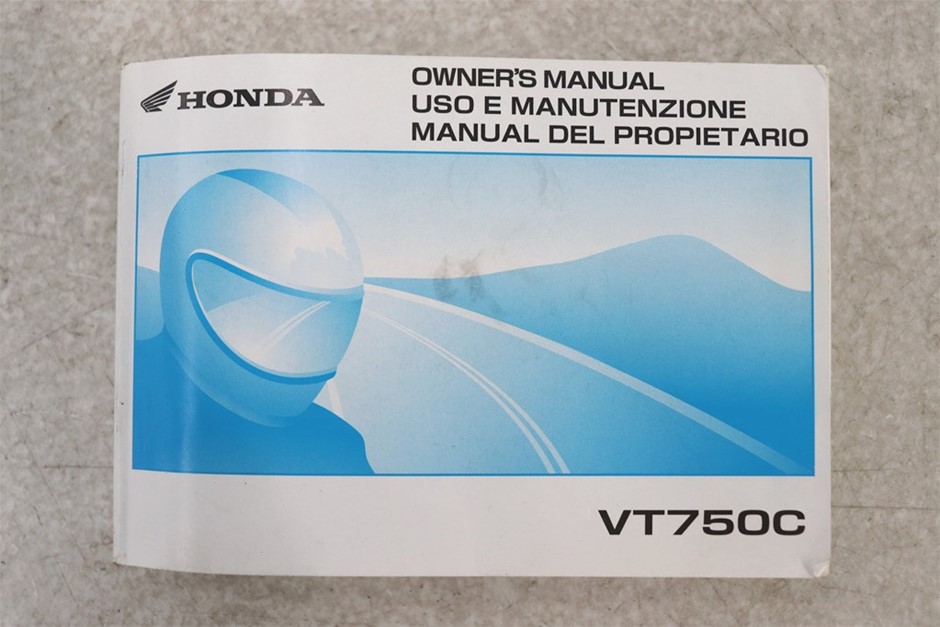 HONDA
OWNER'S MANUAL
USO E MANUTENZIONE
MANUAL DEL PROPIETARIO
VT750C